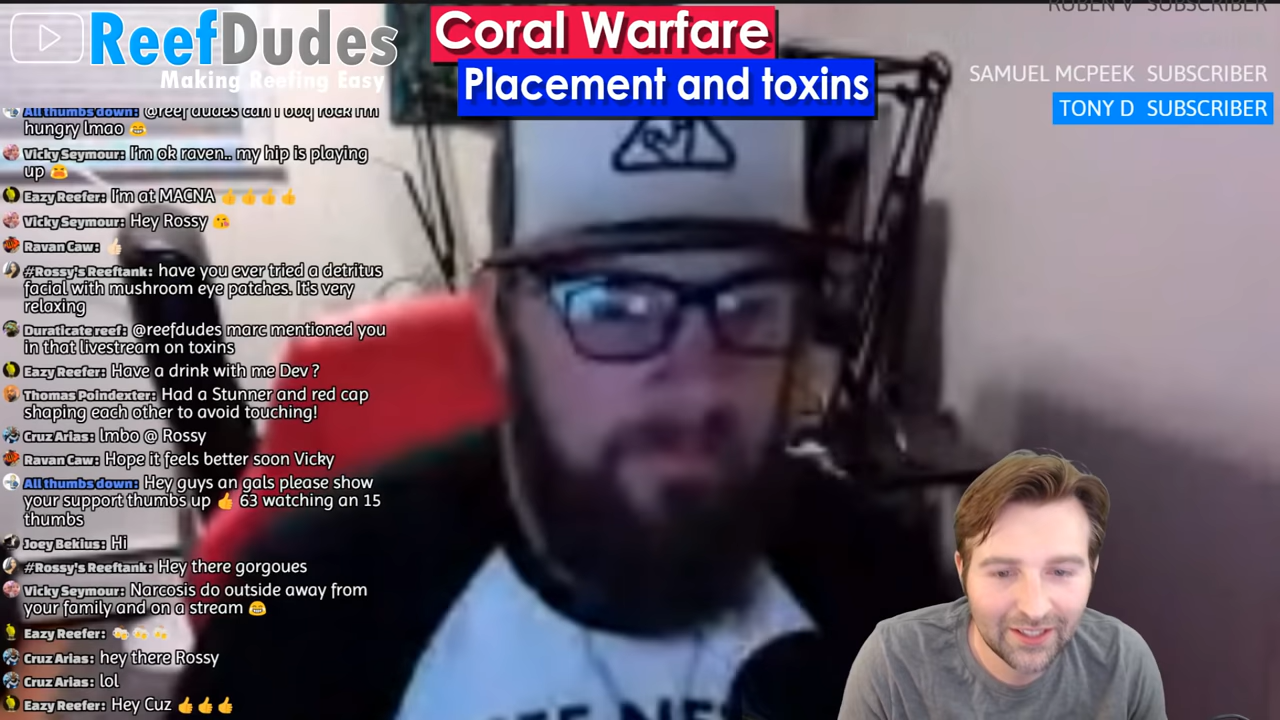 ReefDudes
Making Reefing Easy
Coral Warfare
Placement and toxins
RUBEN V SUBSCRIBER
SAMUEL MCPEEK SUBSCRIBER
TONY D SUBSCRIBER
All thumbs down: @reef dudes can I bbq rock I'm
hungry lmao 😂
Vicky Seymour: I'm ok raven.. my hip is playing
up 😫
Eazy Reefer: I'm at MACNA 👍👍👍👍
Vicky Seymour: Hey Rossy 😘
Ravan Caw: 👍🏻
#Rossy's Reeftank: have you ever tried a detritus
facial with mushroom eye patches. It's very
relaxing
Duraticate reef: @reefdudes marc mentioned you
in that livestream on toxins
Eazy Reefer: Have a drink with me Dev ?
Thomas Poindexter: Had a Stunner and red cap
shaping each other to avoid touching!
Cruz Arias: lmbo @ Rossy
Ravan Caw: Hope it feels better soon Vicky
All thumbs down: Hey guys an gals please show
your support thumbs up 👍 63 watching an 15
thumbs
Joey Bekius: Hi
#Rossy's Reeftank: Hey there gorgoues
Vicky Seymour: Narcosis do outside away from
your family and on a stream 😂
Eazy Reefer: 🍻🍻🍻
Cruz Arias: hey there Rossy
Cruz Arias: lol
Eazy Reefer: Hey Cuz 👍👍👍